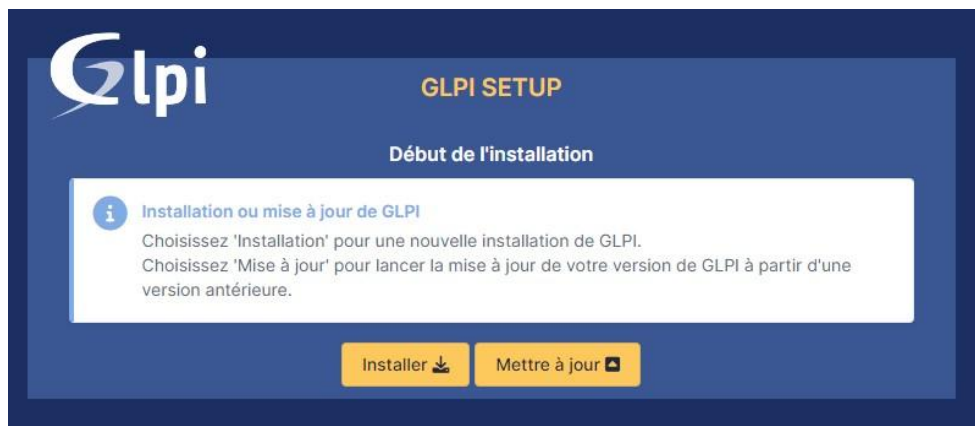 Glpi
GLPI SETUP
Début de l'installation
Installation ou mise à jour de GLPI
Choisissez 'Installation' pour une nouvelle installation de GLPI.
Choisissez 'Mise à jour' pour lancer la mise à jour de votre version de GLPI à partir d'une
version antérieure.
Installer
Mettre à jour